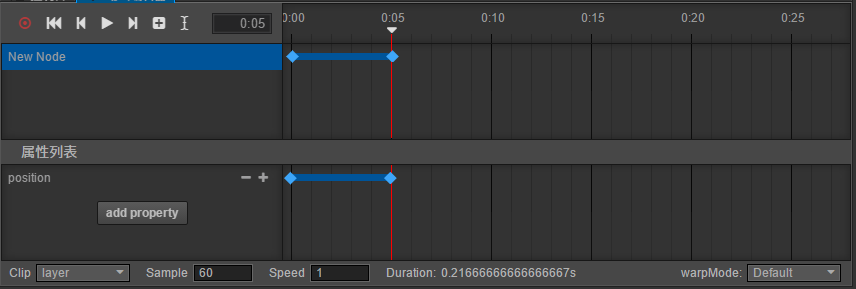 0:05
0:00 0:05 0:10 0:15 0:20 0:25
New Node
属性列表
position
add property
Clip layer Sample 60 Speed 1 Duration: 0.21666666666666667s warpMode: Default